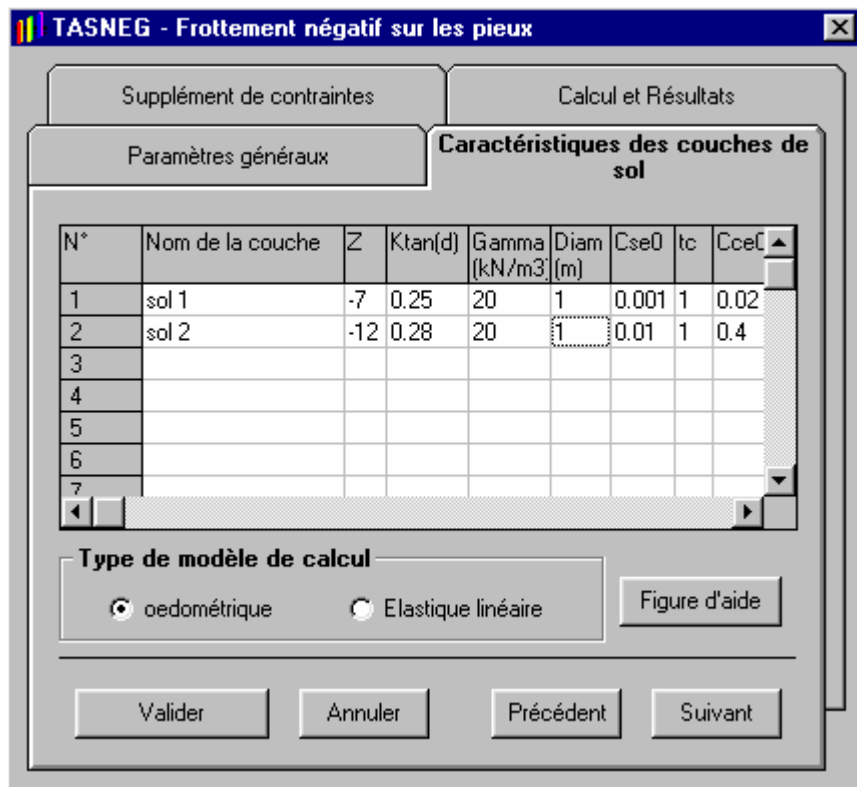 TASNEG - Frottement négatif sur les pieux
Supplément de contraintes
Calcul et Résultats
Paramètres généraux
Caractéristiques des couches de
sol
N° Nom de la couche Z Ktan(d) Gamma (kN/m3) Diam (m) Cse0 tc Cce0
1 sol 1 -7 0.25 20 1 0.001 1 0.02
2 sol 2 -12 0.28 20 1 0.01 1 0.4
3
4
5
6
7
Type de modèle de calcul
oedométrique Elastique linéaire
Figure d'aide
Valider Annuler Précédent Suivant